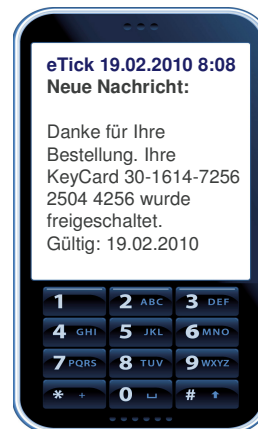 eTick 19.02.2010 8:08
Neue Nachricht:
Danke für Ihre
Bestellung. Ihre
KeyCard 30-1614-7256
2504 4256 wurde
freigeschaltet.
Gültig: 19.02.2010
1 2 ABC 3 DEF
4 GHI 5 JKL 6 MNO
7 PQRS 8 TUV 9 WXYZ
* + 0 ␣ # ⬆